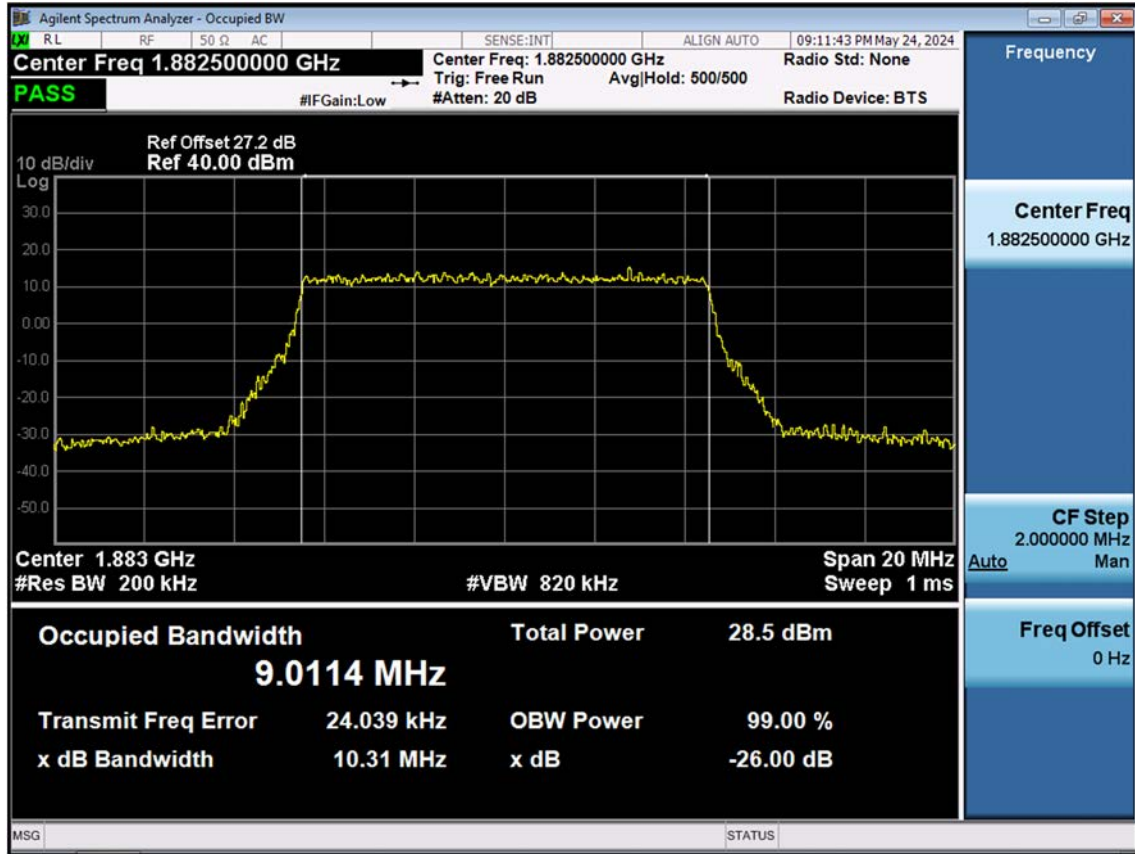 Agilent Spectrum Analyzer - Occupied BW
LXI RL RF 50 Ω AC SENSE:INT ALIGN AUTO 09:11:43 PM May 24, 2024
Center Freq 1.882500000 GHz Center Freq: 1.882500000 GHz Radio Std: None
Trig: Free Run Avg|Hold: 500/500
PASS #IFGain:Low #Atten: 20 dB Radio Device: BTS
Ref Offset 27.2 dB
10 dB/div Ref 40.00 dBm
Log
30.0
20.0
10.0
0.00
-10.0
-20.0
-30.0
-40.0
-50.0
Center 1.883 GHz Span 20 MHz
#Res BW 200 kHz #VBW 820 kHz Sweep 1 ms
Occupied Bandwidth Total Power 28.5 dBm
9.0114 MHz
Transmit Freq Error 24.039 kHz OBW Power 99.00 %
x dB Bandwidth 10.31 MHz x dB -26.00 dB
MSG STATUS
Frequency
Center Freq
1.882500000 GHz
CF Step
2.000000 MHz
Auto Man
Freq Offset
0 Hz